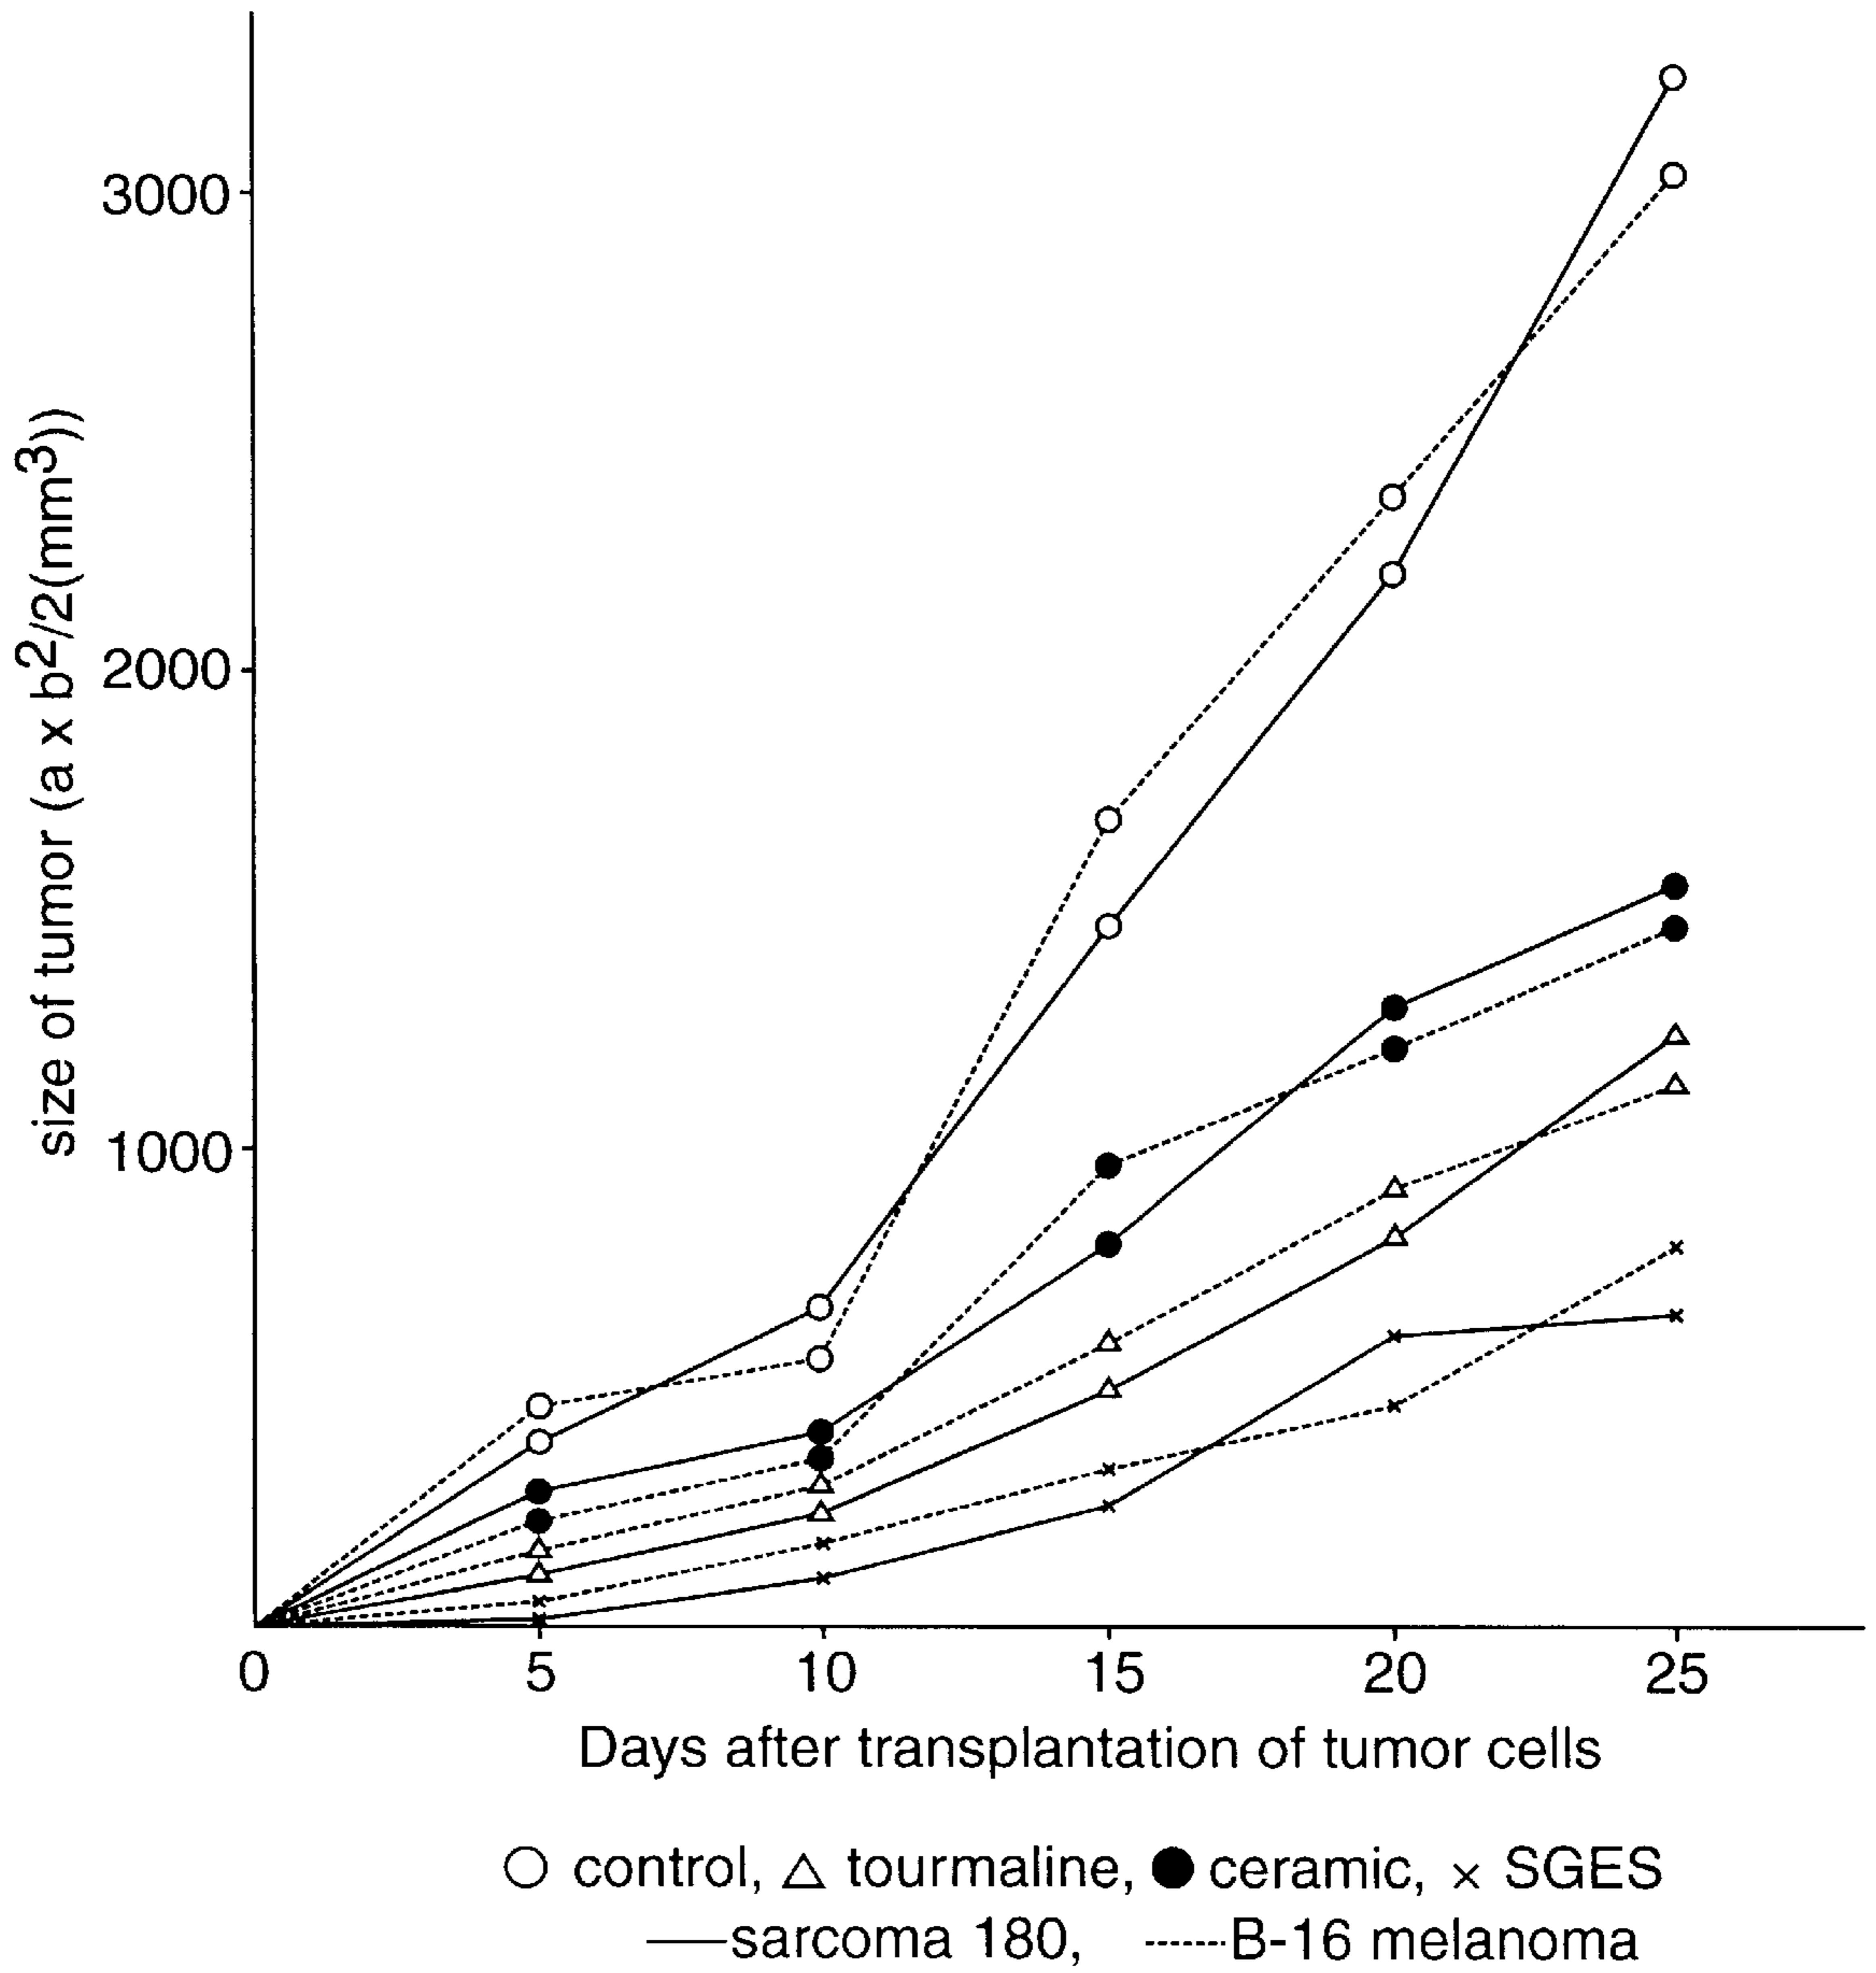 3000
2000
1000
size of tumor (a x b²/2(mm³))
0 5 10 15 20 25
Days after transplantation of tumor cells
○ control, △ tourmaline, ● ceramic, × SGES
——sarcoma 180, ------B-16 melanoma